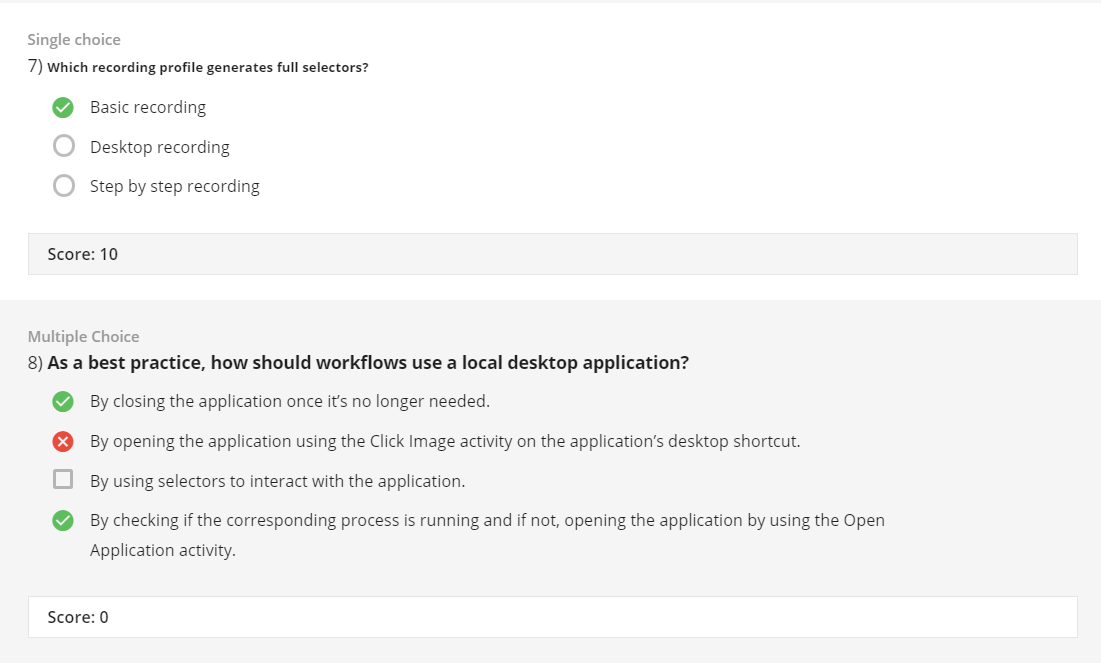 Single choice
7) Which recording profile generates full selectors?
Basic recording
Desktop recording
Step by step recording
Score: 10
Multiple Choice
8) As a best practice, how should workflows use a local desktop application?
By closing the application once it’s no longer needed.
By opening the application using the Click Image activity on the application’s desktop shortcut.
By using selectors to interact with the application.
By checking if the corresponding process is running and if not, opening the application by using the Open
Application activity.
Score: 0